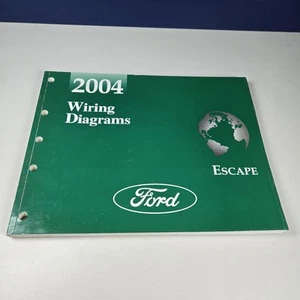 2004
Wiring
Diagrams
ESCAPE
Ford